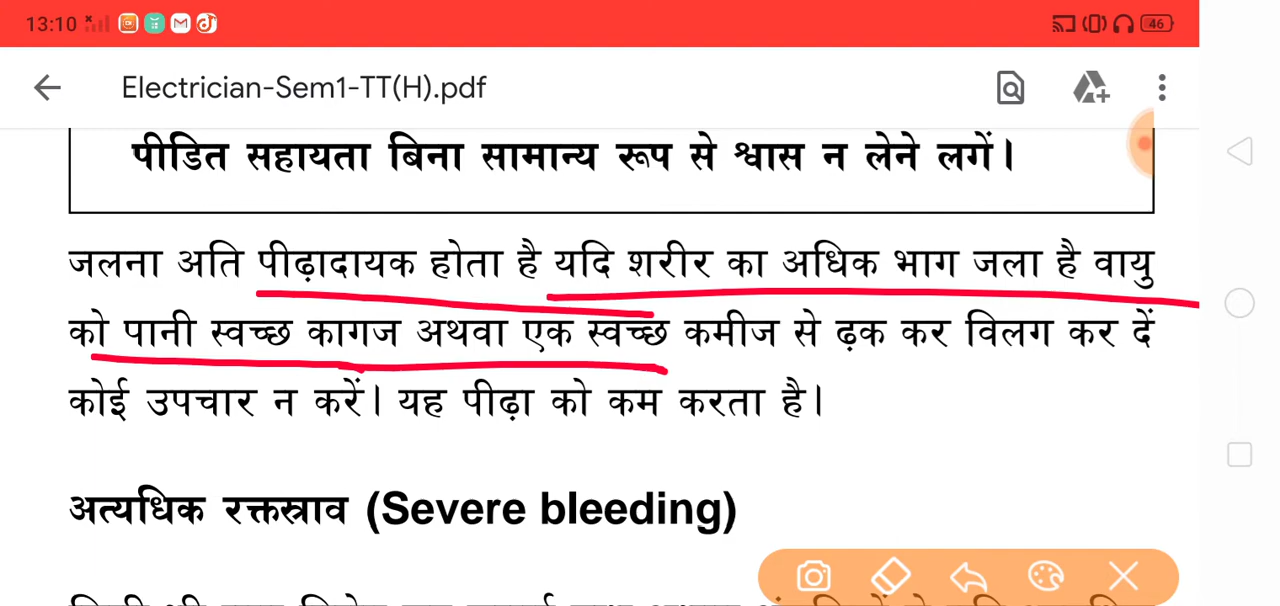 13:10
46
Electrician-Sem1-TT(H).pdf
पीडित सहायता बिना सामान्य रूप से श्वास न लेने लगें।
जलना अति पीढ़ादायक होता है यदि शरीर का अधिक भाग जला है वायु
को पानी स्वच्छ कागज अथवा एक स्वच्छ कमीज से ढ़क कर विलग कर दें
कोई उपचार न करें। यह पीढ़ा को कम करता है।
अत्यधिक रक्तस्राव (Severe bleeding)